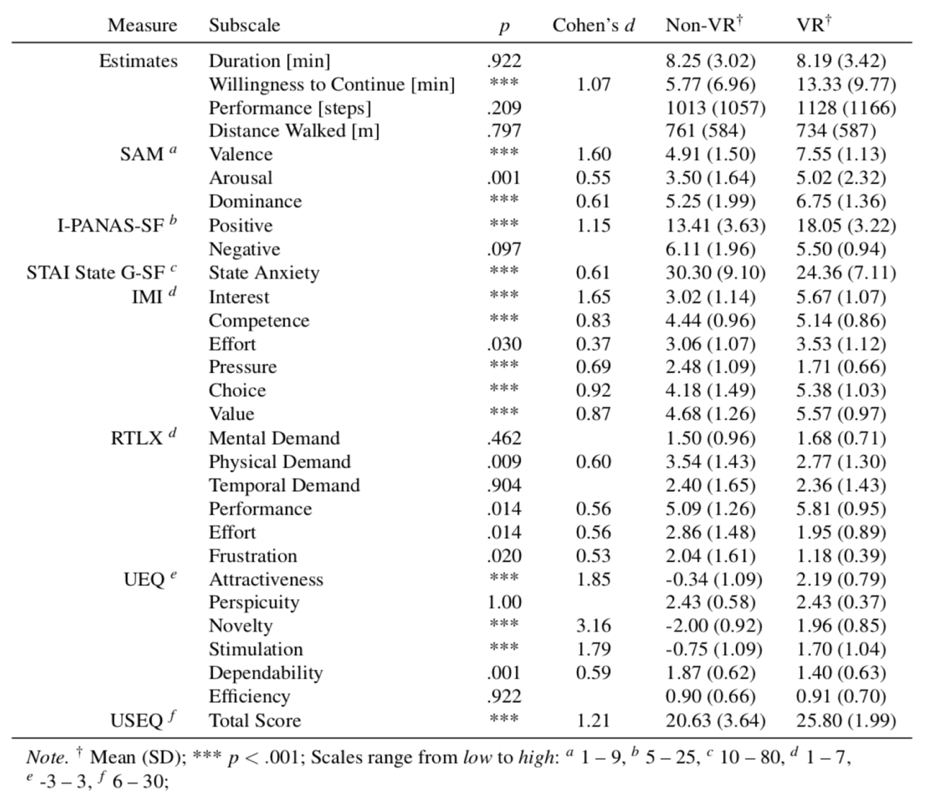 Measure Subscale p Cohen's d Non-VR† VR†
Estimates Duration [min] .922 8.25 (3.02) 8.19 (3.42)
Willingness to Continue [min] *** 1.07 5.77 (6.96) 13.33 (9.77)
Performance [steps] .209 1013 (1057) 1128 (1166)
Distance Walked [m] .797 761 (584) 734 (587)
SAM a Valence *** 1.60 4.91 (1.50) 7.55 (1.13)
Arousal .001 0.55 3.50 (1.64) 5.02 (2.32)
Dominance *** 0.61 5.25 (1.99) 6.75 (1.36)
I-PANAS-SF b Positive *** 1.15 13.41 (3.63) 18.05 (3.22)
Negative .097 6.11 (1.96) 5.50 (0.94)
STAI State G-SF c State Anxiety *** 0.61 30.30 (9.10) 24.36 (7.11)
IMI d Interest *** 1.65 3.02 (1.14) 5.67 (1.07)
Competence *** 0.83 4.44 (0.96) 5.14 (0.86)
Effort .030 0.37 3.06 (1.07) 3.53 (1.12)
Pressure *** 0.69 2.48 (1.09) 1.71 (0.66)
Choice *** 0.92 4.18 (1.49) 5.38 (1.03)
Value *** 0.87 4.68 (1.26) 5.57 (0.97)
RTLX d Mental Demand .462 1.50 (0.96) 1.68 (0.71)
Physical Demand .009 0.60 3.54 (1.43) 2.77 (1.30)
Temporal Demand .904 2.40 (1.65) 2.36 (1.43)
Performance .014 0.56 5.09 (1.26) 5.81 (0.95)
Effort .014 0.56 2.86 (1.48) 1.95 (0.89)
Frustration .020 0.53 2.04 (1.61) 1.18 (0.39)
UEQ e Attractiveness *** 1.85 -0.34 (1.09) 2.19 (0.79)
Perspicuity 1.00 2.43 (0.58) 2.43 (0.37)
Novelty *** 3.16 -2.00 (0.92) 1.96 (0.85)
Stimulation *** 1.79 -0.75 (1.09) 1.70 (1.04)
Dependability .001 0.59 1.87 (0.62) 1.40 (0.63)
Efficiency .922 0.90 (0.66) 0.91 (0.70)
USEQ f Total Score *** 1.21 20.63 (3.64) 25.80 (1.99)
Note. † Mean (SD); *** p < .001; Scales range from low to high: a 1 – 9, b 5 – 25, c 10 – 80, d 1 – 7,
e -3 – 3, f 6 – 30;